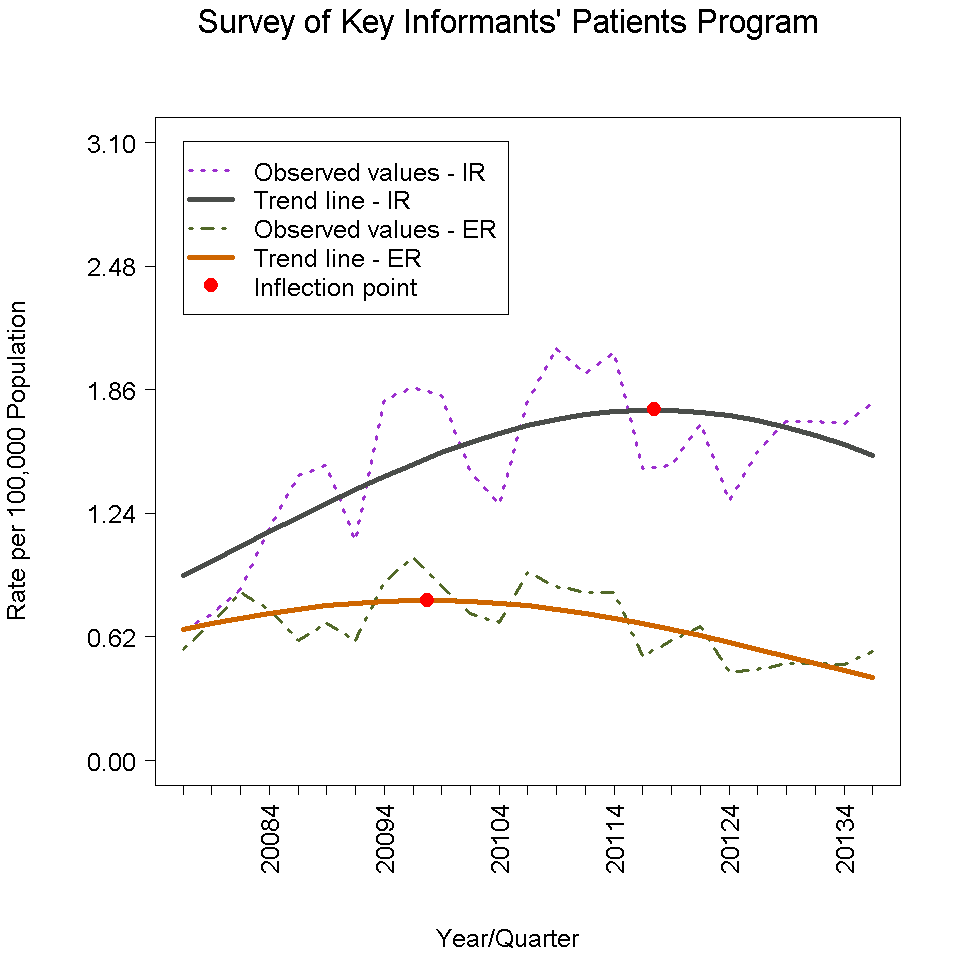 Survey of Key Informants' Patients Program
3.10
2.48
1.86
1.24
0.62
0.00
Rate per 100,000 Population
Observed values - IR
Trend line - IR
Observed values - ER
Trend line - ER
Inflection point
20084
20094
20104
20114
20124
20134
Year/Quarter